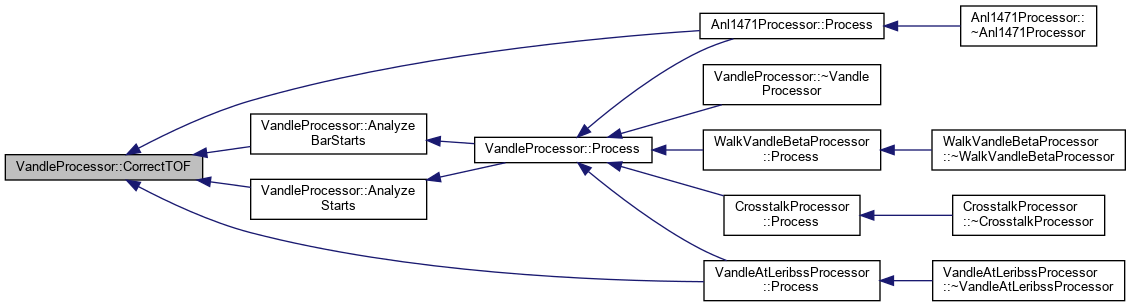 VandleProcessor::CorrectTOF
VandleProcessor::Analyze
BarStarts
VandleProcessor::Analyze
Starts
VandleProcessor::Process
Anl1471Processor::Process
VandleProcessor::~Vandle
Processor
WalkVandleBetaProcessor
::Process
CrosstalkProcessor
::Process
VandleAtLeribssProcessor
::Process
Anl1471Processor::
~Anl1471Processor
WalkVandleBetaProcessor
::~WalkVandleBetaProcessor
CrosstalkProcessor
::~CrosstalkProcessor
VandleAtLeribssProcessor
::~VandleAtLeribssProcessor